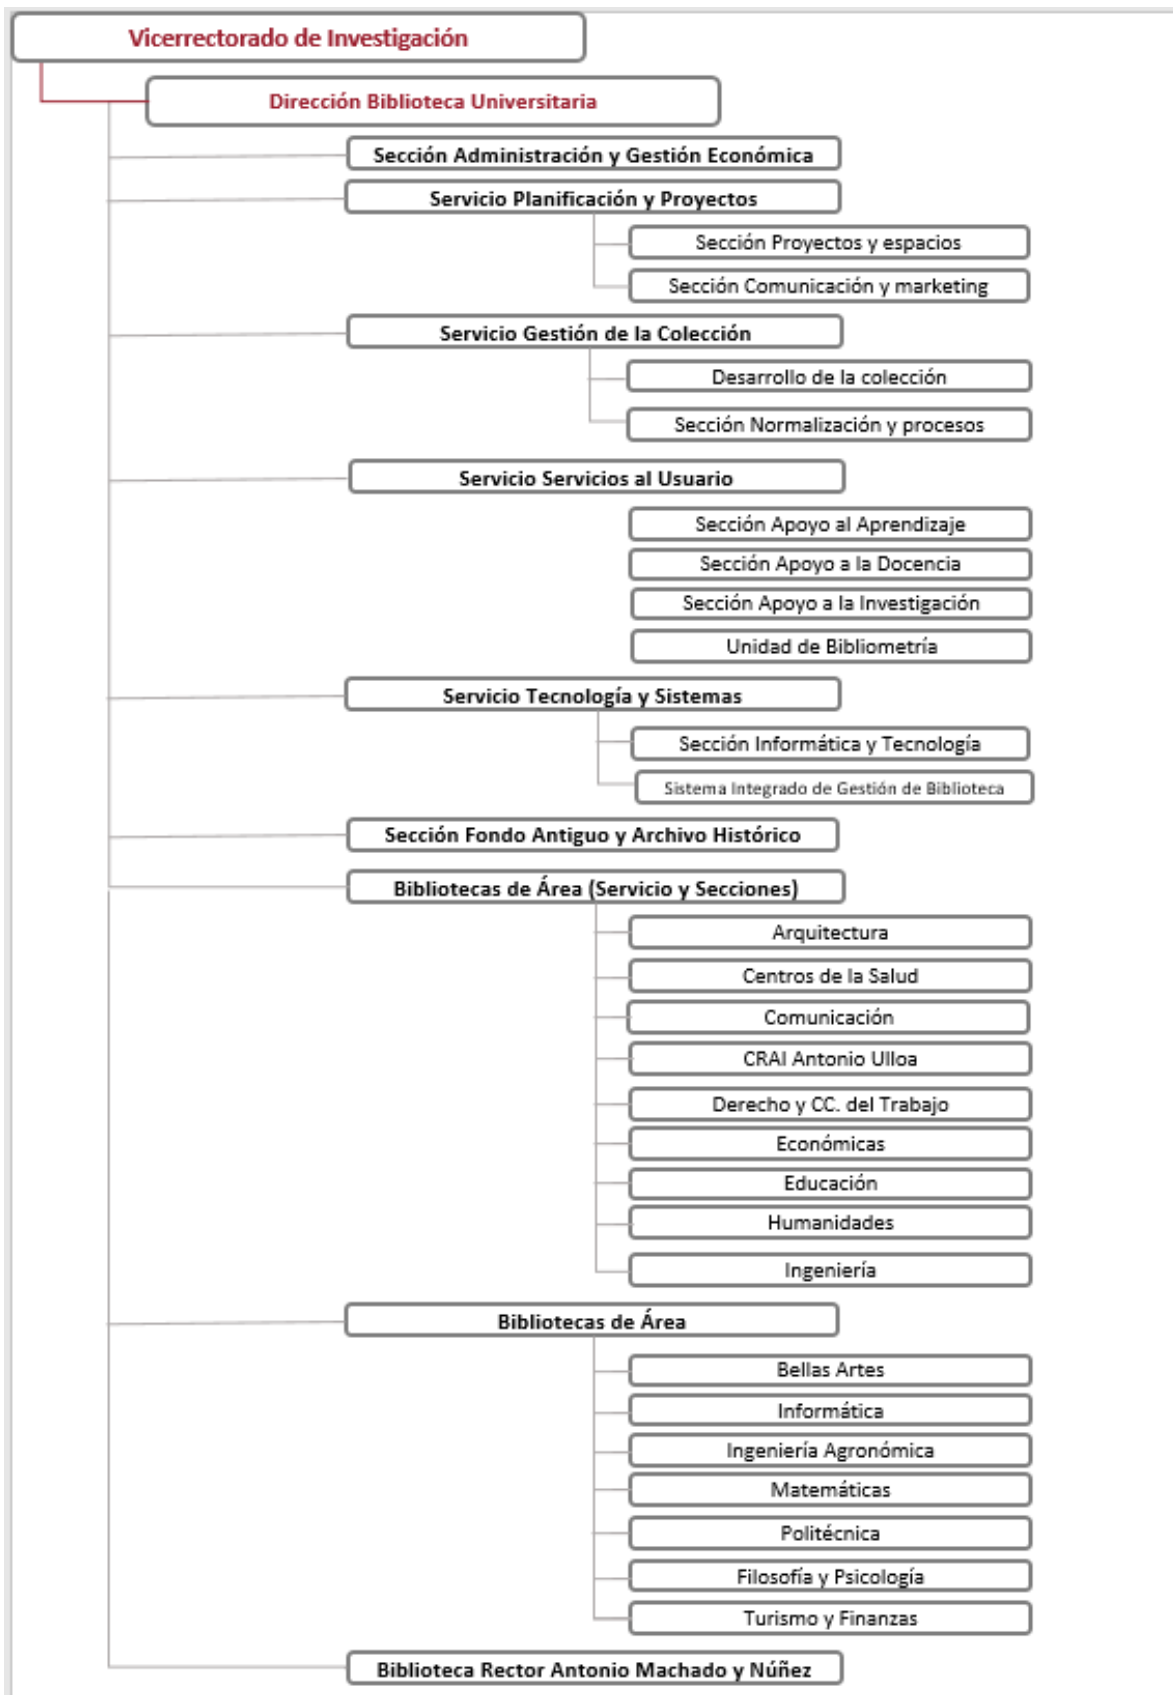 Vicerrectorado de Investigación
Dirección Biblioteca Universitaria
Sección Administración y Gestión Económica
Servicio Planificación y Proyectos
Sección Proyectos y espacios
Sección Comunicación y marketing
Servicio Gestión de la Colección
Desarrollo de la colección
Sección Normalización y procesos
Servicio Servicios al Usuario
Sección Apoyo al Aprendizaje
Sección Apoyo a la Docencia
Sección Apoyo a la Investigación
Unidad de Bibliometría
Servicio Tecnología y Sistemas
Sección Informática y Tecnología
Sistema Integrado de Gestión de Biblioteca
Sección Fondo Antiguo y Archivo Histórico
Bibliotecas de Área (Servicio y Secciones)
Arquitectura
Centros de la Salud
Comunicación
CRAI Antonio Ulloa
Derecho y CC. del Trabajo
Económicas
Educación
Humanidades
Ingeniería
Bibliotecas de Área
Bellas Artes
Informática
Ingeniería Agronómica
Matemáticas
Politécnica
Filosofía y Psicología
Turismo y Finanzas
Biblioteca Rector Antonio Machado y Núñez